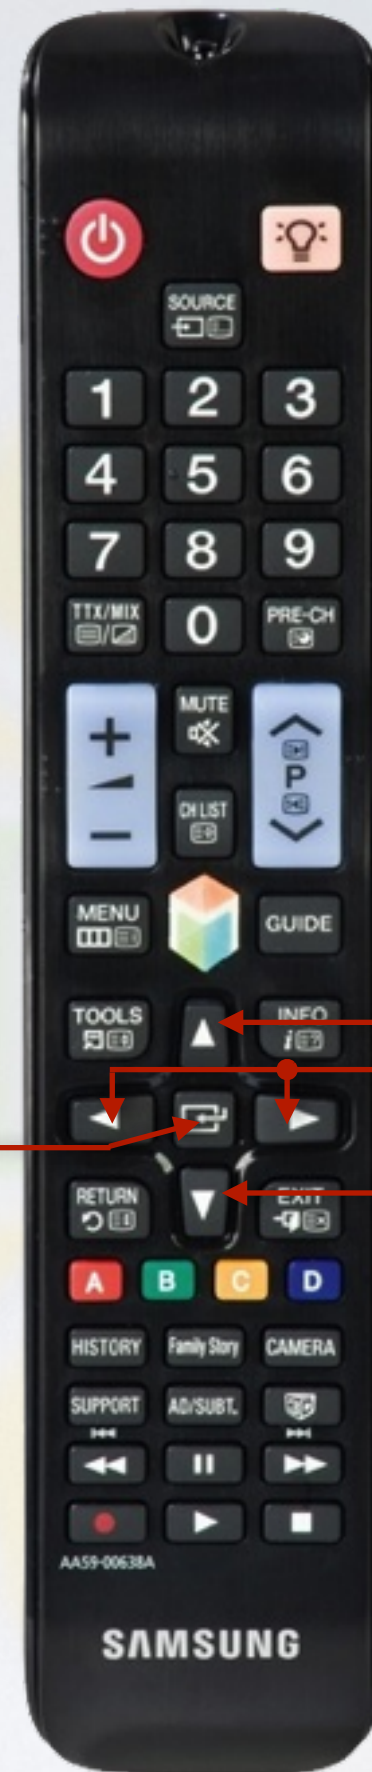 SOURCE
1 2 3
4 5 6
7 8 9
TTX/MIX 0 PRE-CH
MUTE
P
CH LIST
MENU GUIDE
TOOLS INFO
RETURN EXIT
A B C D
HISTORY Family Story CAMERA
SUPPORT AD/SUBT.
AA59-00638A
SAMSUNG